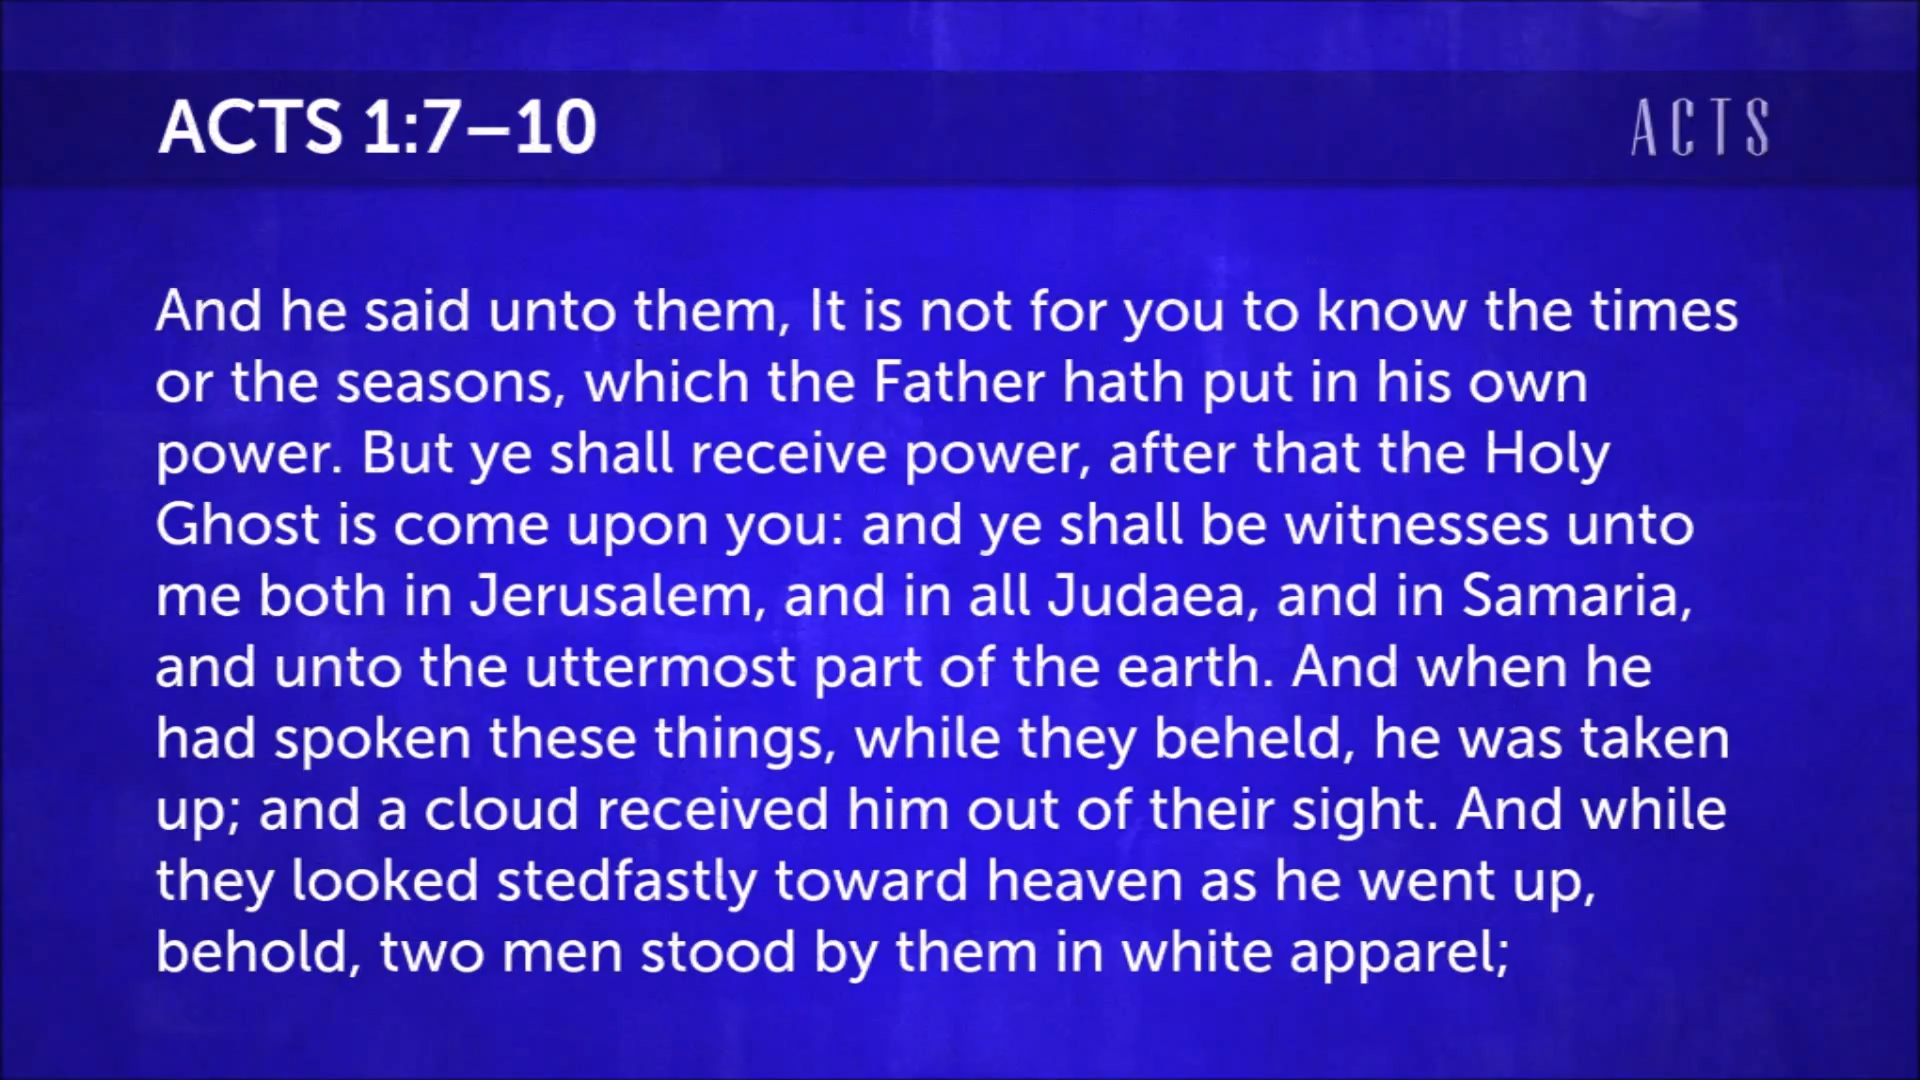 ACTS 1:7–10
ACTS
And he said unto them, It is not for you to know the times
or the seasons, which the Father hath put in his own
power. But ye shall receive power, after that the Holy
Ghost is come upon you: and ye shall be witnesses unto
me both in Jerusalem, and in all Judaea, and in Samaria,
and unto the uttermost part of the earth. And when he
had spoken these things, while they beheld, he was taken
up; and a cloud received him out of their sight. And while
they looked stedfastly toward heaven as he went up,
behold, two men stood by them in white apparel;